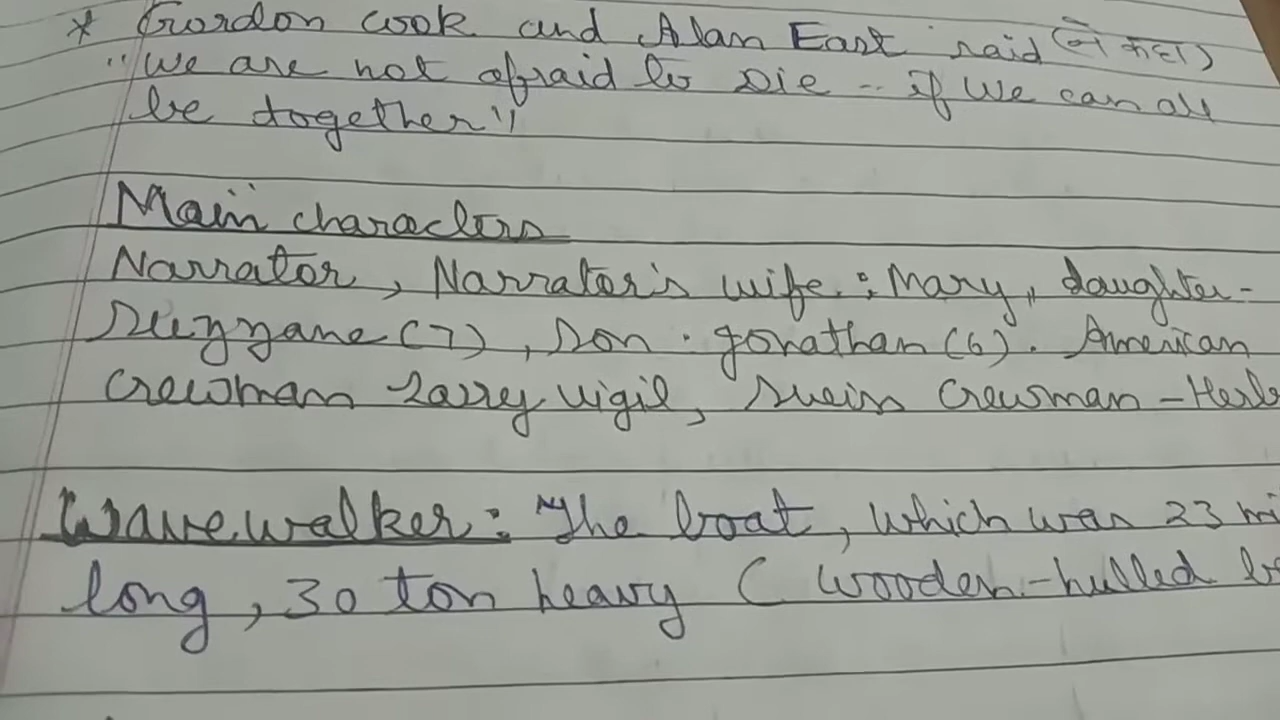 * Gordon cook and Alan East said (ने कहा)
"We are not afraid to Die -- if We can all
be together"
Main characters
Narrator, Narrator's wife : Mary, daughter-
Suzzane (7), son - Jonathan (6). American
Crewman Larry Vigil, Swiss Crewman - Herb
Wavewalker: The boat, which was 23
long, 30 ton heavy (Wooden-hulled